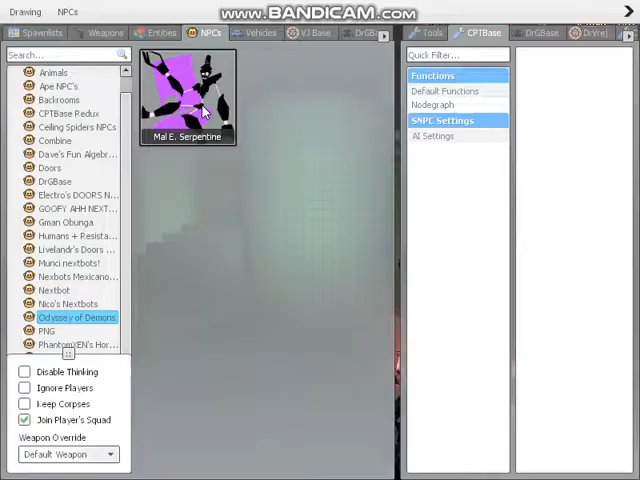 www.BANDICAM.com
Drawing NPCs
Spawnlists Weapons Entities NPCs Vehicles VJ Base DrGB
Tools CPTBase DrGBase DrVrej
Search...
Animals
Ape NPC's
Backrooms
CPTBase Redux
Ceiling Spiders NPCs
Combine
Dave's Fun Algebr...
Doors
DrGBase
Electro's DOORS N...
GOOFY AHH NEXT...
Gman Obunga
Humans + Resista...
Livelandr's Doors ...
Munci nextbots!
Nexbots Mexicano...
Nextbot
Nico's Nextbots
Odyssey of Demons
PNG
PhantomXEN's Hor...
Disable Thinking
Ignore Players
Keep Corpses
Join Player's Squad
Weapon Override
Default Weapon
Mal E. Serpentine
Quick Filter...
Functions
Default Functions
Nodegraph
SNPC Settings
AI Settings